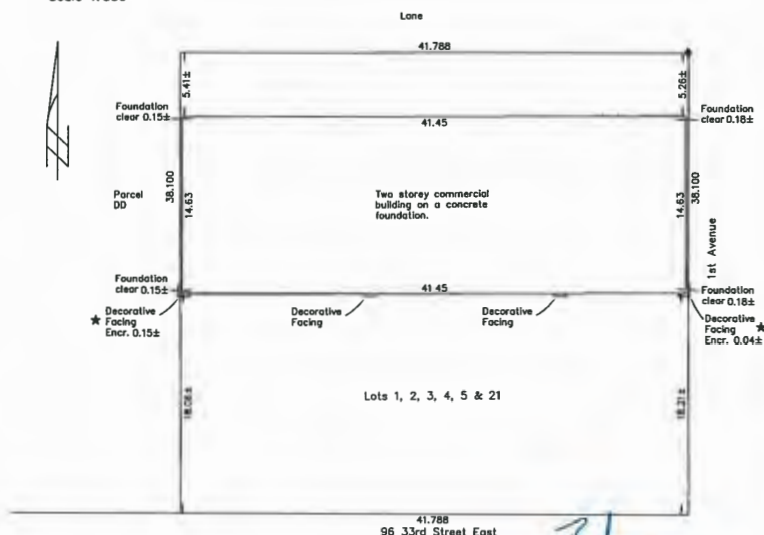 Lane
41.788
5.41±
5.26±
Foundation
clear 0.15±
Foundation
clear 0.18±
41.45
Parcel
DD
38.100
14.63
Two storey commercial
building on a concrete
foundation.
14.63
38.100
1st Avenue
Foundation
clear 0.15±
41.45
Foundation
clear 0.18±
★ Decorative
Facing
Encr. 0.15±
Decorative
Facing
Decorative
Facing
Decorative ★
Facing
Encr. 0.04±
Lots 1, 2, 3, 4, 5 & 21
18.21±
41.788
96 33rd Street East